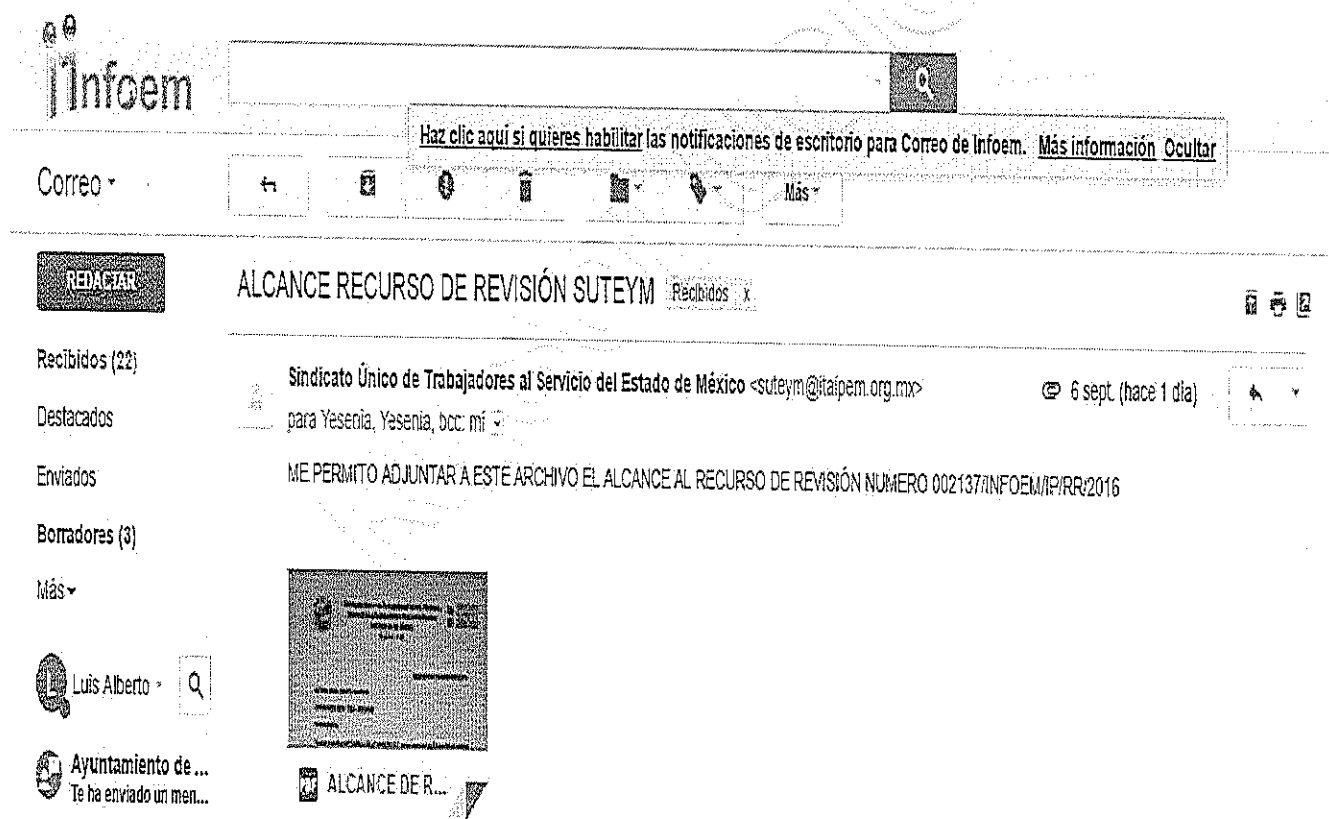 infoem
Haz clic aquí si quieres habilitar las notificaciones de escritorio para Correo de Infoem. Más información Ocultar
Correo
Más
REDACTAR
ALCANCE RECURSO DE REVISIÓN SUTEYM Recibidos x
Recibidos (22)
Sindicato Único de Trabajadores al Servicio del Estado de México <suteym@itaipem.org.mx> 6 sept. (hace 1 día)
Destacados
para Yesenia, Yesenia, bcc: mí
Enviados
ME PERMITO ADJUNTAR A ESTE ARCHIVO EL ALCANCE AL RECURSO DE REVISIÓN NUMERO 002137/INFOEM/IP/RR/2016
Borradores (3)
Más
Luis Alberto
Ayuntamiento de ...
Te ha enviado un men...
ALCANCE DE R...